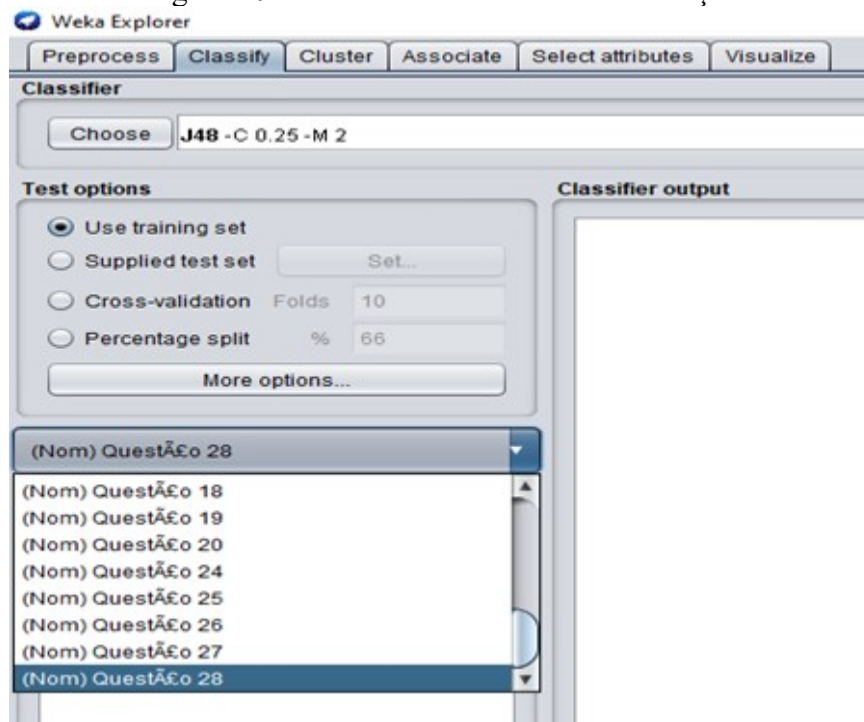 Weka Explorer
Preprocess Classify Cluster Associate Select attributes Visualize
Classifier
Choose J48 -C 0.25 -M 2
Test options
Use training set
Supplied test set Set...
Cross-validation Folds 10
Percentage split % 66
More options...
Classifier output
(Nom) QuestÃ£o 28
(Nom) QuestÃ£o 18
(Nom) QuestÃ£o 19
(Nom) QuestÃ£o 20
(Nom) QuestÃ£o 24
(Nom) QuestÃ£o 25
(Nom) QuestÃ£o 26
(Nom) QuestÃ£o 27
(Nom) QuestÃ£o 28